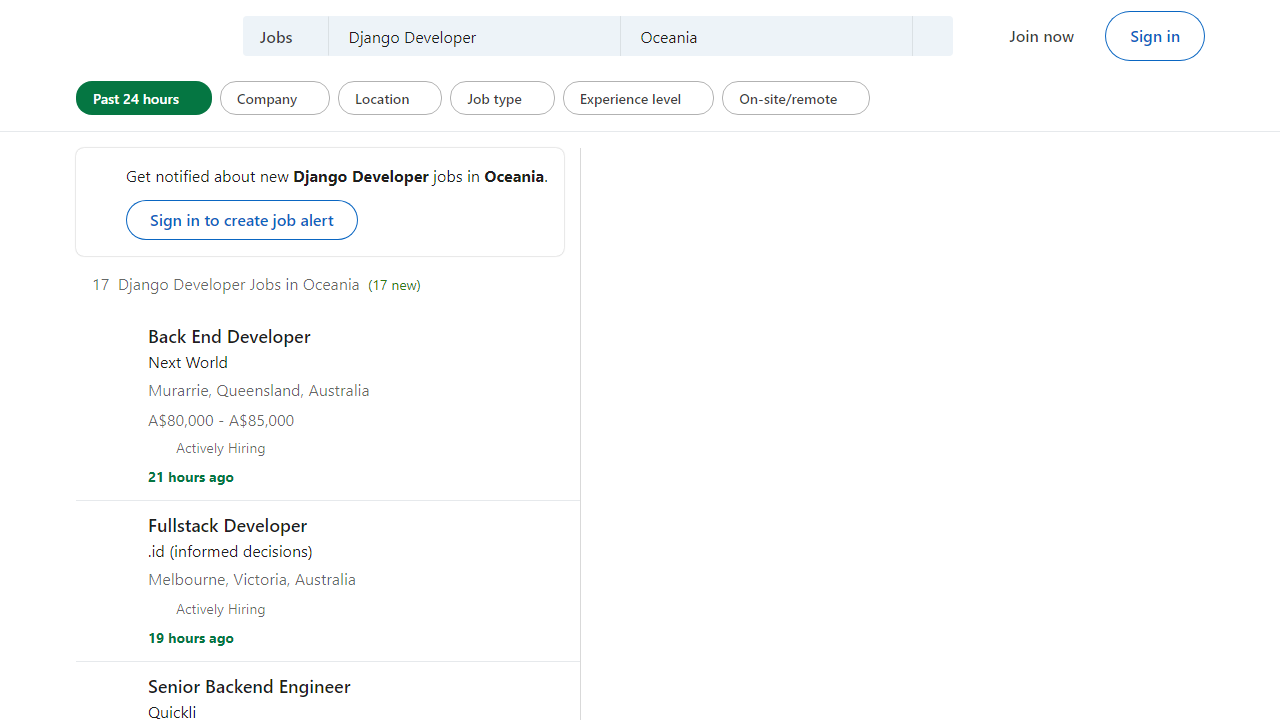 Jobs Django Developer Oceania Join now Sign in
Past 24 hours Company Location Job type Experience level On-site/remote
Get notified about new Django Developer jobs in Oceania.
Sign in to create job alert
17 Django Developer Jobs in Oceania (17 new)
Back End Developer
Next World
Murarrie, Queensland, Australia
A$80,000 - A$85,000
Actively Hiring
21 hours ago
Fullstack Developer
.id (informed decisions)
Melbourne, Victoria, Australia
Actively Hiring
19 hours ago
Senior Backend Engineer
Quickli